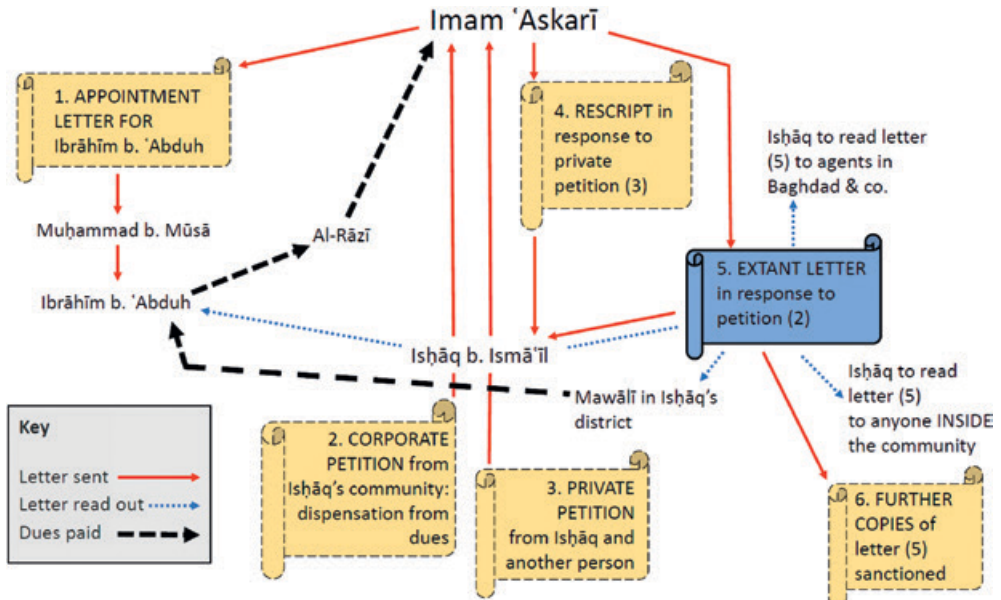 Imam ʿAskarī
1. APPOINTMENT
LETTER FOR
Ibrāhīm b. ʿAbduh
4. RESCRIPT in
response to
private
petition (3)
Isḥāq to read letter
(5) to agents in
Baghdad & co.
Muḥammad b. Mūsā
Al-Rāzī
Ibrāhīm b. ʿAbduh
5. EXTANT LETTER
in response to
petition (2)
Isḥāq b. Ismāʿīl
Mawālī in Isḥāq’s
district
Isḥāq to read
letter (5)
to anyone INSIDE
the community
Key
Letter sent
Letter read out
Dues paid
2. CORPORATE
PETITION from
Isḥāq’s community:
dispensation from
dues
3. PRIVATE
PETITION
from Isḥāq and
another person
6. FURTHER
COPIES of
letter (5)
sanctioned